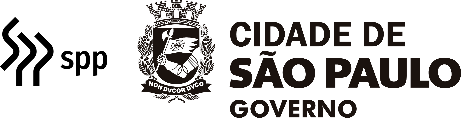 spp
NON DVCOR DVCO
CIDADE DE
SÃO PAULO
GOVERNO